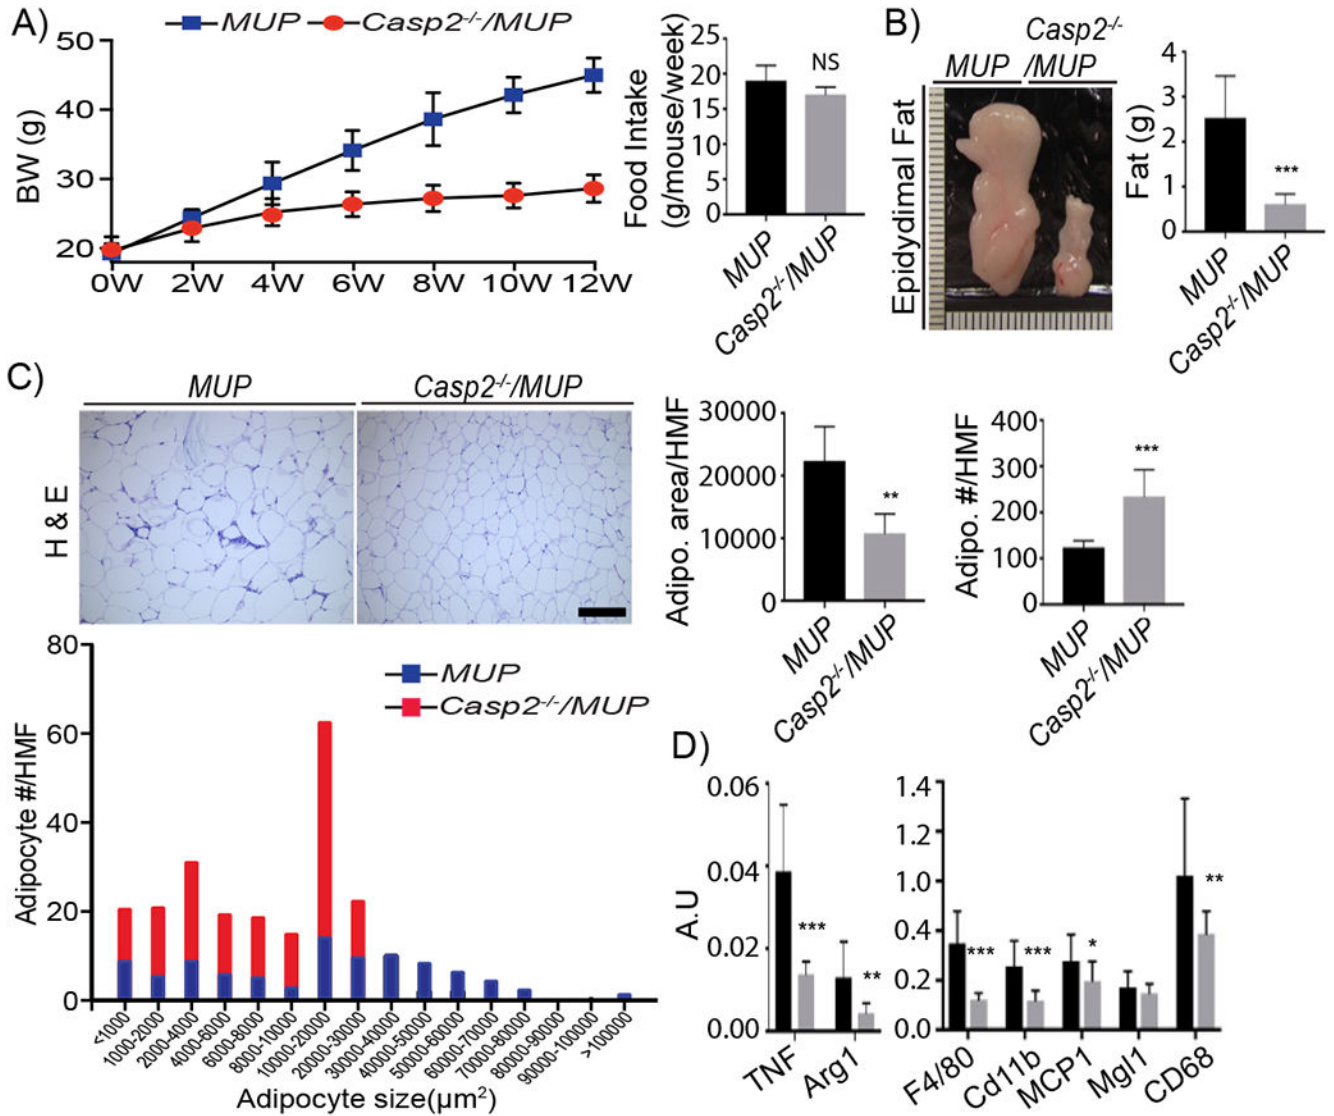 A)
MUP
Casp2-/-/MUP
BW (g)
50
40
30
20
0W 2W 4W 6W 8W 10W 12W
Food Intake
(g/mouse/week)
25
20
15
10
5
0
NS
MUP
Casp2-/-/MUP
B)
MUP
Casp2-/-
/MUP
Epidydimal Fat
Fat (g)
4
3
2
1
0
***
MUP
Casp2-/-/MUP
C)
MUP
Casp2-/-/MUP
H & E
Adipo. area/HMF
30000
20000
10000
0
**
MUP
Casp2-/-/MUP
Adipo. #/HMF
400
300
200
100
0
***
MUP
Casp2-/-/MUP
Adipocyte #/HMF
80
60
40
20
0
MUP
Casp2-/-/MUP
<1000
1000-2000
2000-4000
4000-6000
6000-8000
8000-10000
10000-20000
20000-30000
30000-40000
40000-50000
50000-60000
60000-70000
70000-80000
80000-90000
90000-100000
>100000
Adipocyte size(µm²)
D)
A.U
0.06
0.04
0.02
0.00
***
**
TNF
Arg1
1.4
1.2
1.0
0.4
0.2
0.0
***
***
*
**
F4/80
Cd11b
MCP1
Mgl1
CD68